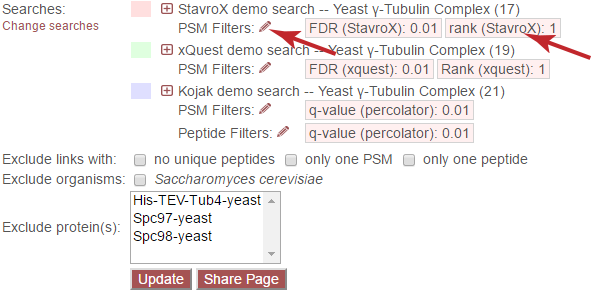 Searches: StavroX demo search -- Yeast γ-Tubulin Complex (17)
Change searches PSM Filters: FDR (StavroX): 0.01 rank (StavroX): 1
xQuest demo search -- Yeast γ-Tubulin Complex (19)
PSM Filters: FDR (xquest): 0.01 Rank (xquest): 1
Kojak demo search -- Yeast γ-Tubulin Complex (21)
PSM Filters: q-value (percolator): 0.01
Peptide Filters: q-value (percolator): 0.01
Exclude links with: no unique peptides only one PSM only one peptide
Exclude organisms: Saccharomyces cerevisiae
His-TEV-Tub4-yeast
Exclude protein(s): Spc97-yeast
Spc98-yeast
Update Share Page